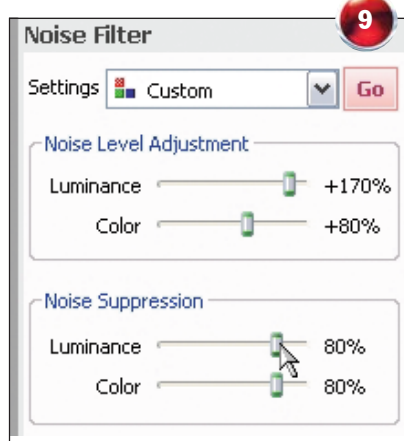 9
Noise Filter
Settings Custom Go
Noise Level Adjustment
Luminance +170%
Color +80%
Noise Suppression
Luminance 80%
Color 80%